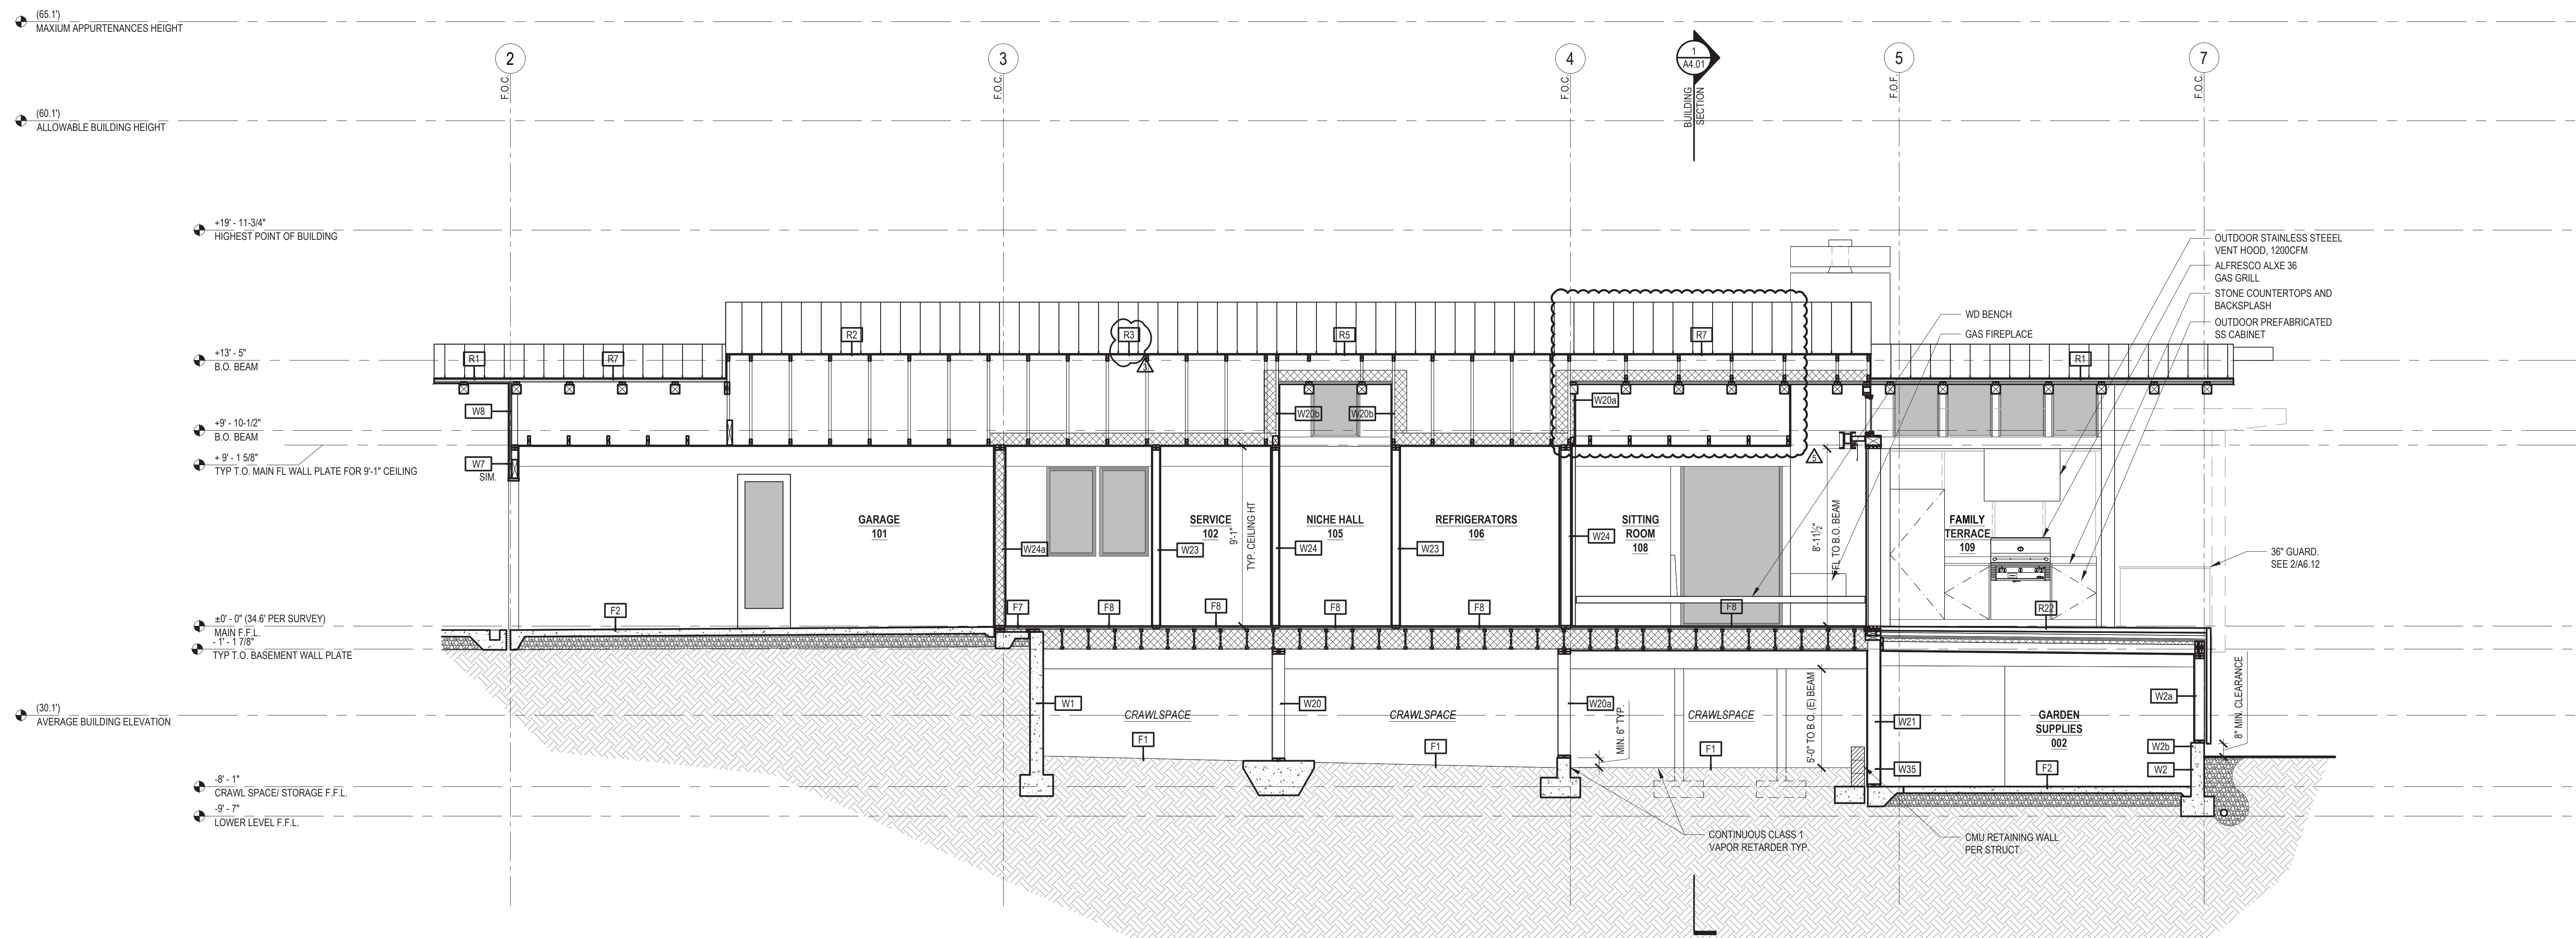 (65.1')
MAXIUM APPURTENANCES HEIGHT
2
F.O.C.
3
F.O.C.
4
F.O.C.
1
A4.01
BUILDING
SECTION
5
F.O.F.
7
F.O.C.
(60.1')
ALLOWABLE BUILDING HEIGHT
+19' - 11-3/4"
HIGHEST POINT OF BUILDING
OUTDOOR STAINLESS STEEEL
VENT HOOD, 1200CFM
ALFRESCO ALXE 36
GAS GRILL
STONE COUNTERTOPS AND
BACKSPLASH
OUTDOOR PREFABRICATED
SS CABINET
WD BENCH
GAS FIREPLACE
+13' - 5"
B.O. BEAM
R1
R7
R2
R3
3
R5
R7
R1
+9' - 10-1/2"
B.O. BEAM
W8
W20b
W20b
W20a
+ 9' - 1 5/8"
TYP T.O. MAIN FL WALL PLATE FOR 9'-1" CEILING
W7
SIM.
5
GARAGE
101
SERVICE
102
9'-1"
TYP. CEILING HT
NICHE HALL
105
REFRIGERATORS
106
SITTING
ROOM
108
8'-11½"
FFL TO B.O. BEAM
FAMILY
TERRACE
109
W24a
W23
W24
W23
W24
36" GUARD.
SEE 2/A6.12
±0' - 0" (34.6' PER SURVEY)
MAIN F.F.L.
F2
F7
F8
F8
F8
F8
F8
R22
- 1' - 1 7/8"
TYP T.O. BASEMENT WALL PLATE
(30.1')
AVERAGE BUILDING ELEVATION
W1
CRAWLSPACE
W20
CRAWLSPACE
W20a
MIN. 6" TYP.
CRAWLSPACE
5'-0" TO B.O. (E) BEAM
W21
GARDEN
SUPPLIES
002
W2a
W2b
W2
8" MIN. CLEARANCE
F1
F1
F1
W35
F2
-8' - 1"
CRAWL SPACE/ STORAGE F.F.L.
-9' - 7"
LOWER LEVEL F.F.L.
CONTINUOUS CLASS 1
VAPOR RETARDER TYP.
CMU RETAINING WALL
PER STRUCT.